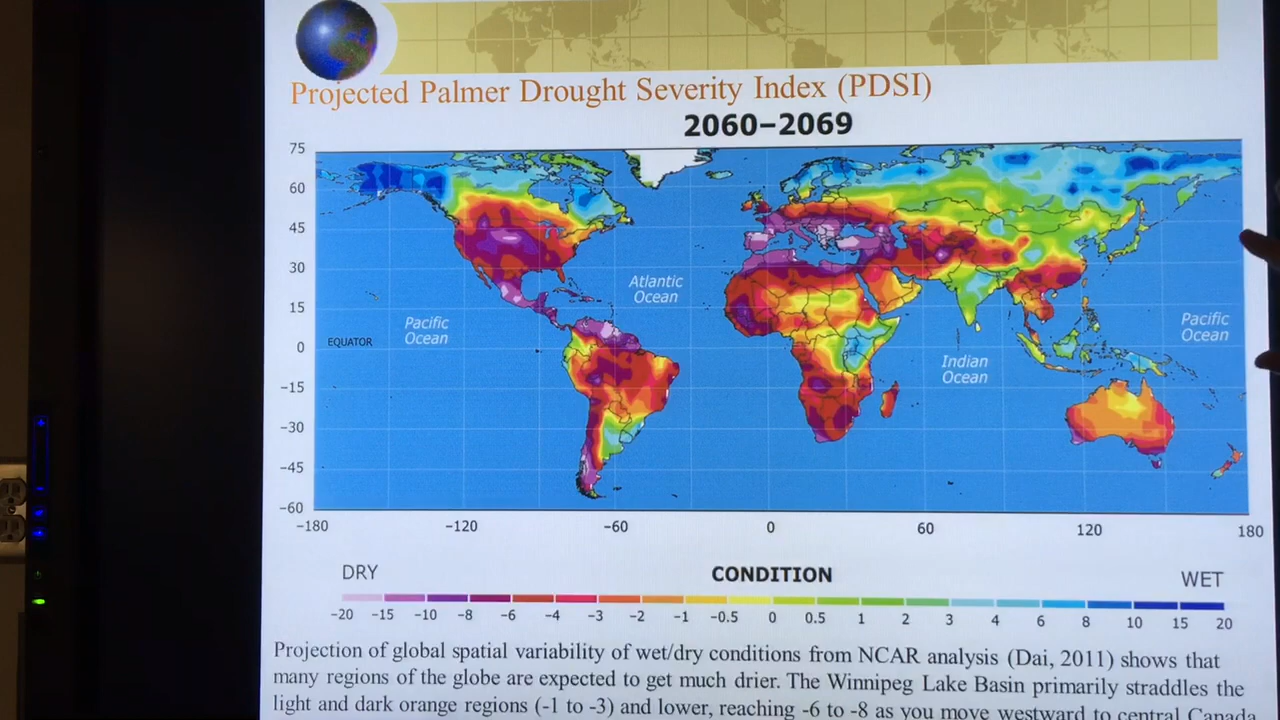 Projected Palmer Drought Severity Index (PDSI)
2060–2069
75
60
45
30
15
0
−15
−30
−45
−60
EQUATOR
Pacific
Ocean
Atlantic
Ocean
Indian
Ocean
Pacific
Ocean
−180 −120 −60 0 60 120 180
DRY CONDITION WET
−20 −15 −10 −8 −6 −4 −3 −2 −1 −0.5 0 0.5 1 2 3 4 6 8 10 15 20
Projection of global spatial variability of wet/dry conditions from NCAR analysis (Dai, 2011) shows that
many regions of the globe are expected to get much drier. The Winnipeg Lake Basin primarily straddles the
light and dark orange regions (-1 to -3) and lower, reaching -6 to -8 as you move westward to central Canada